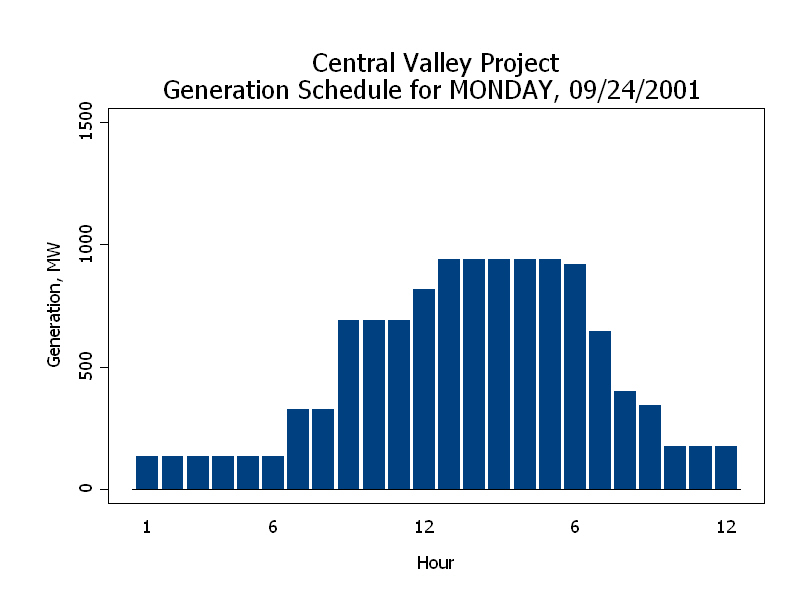 Central Valley Project
Generation Schedule for MONDAY, 09/24/2001
1500
1000
500
0
Generation, MW
1 6 12 6 12
Hour